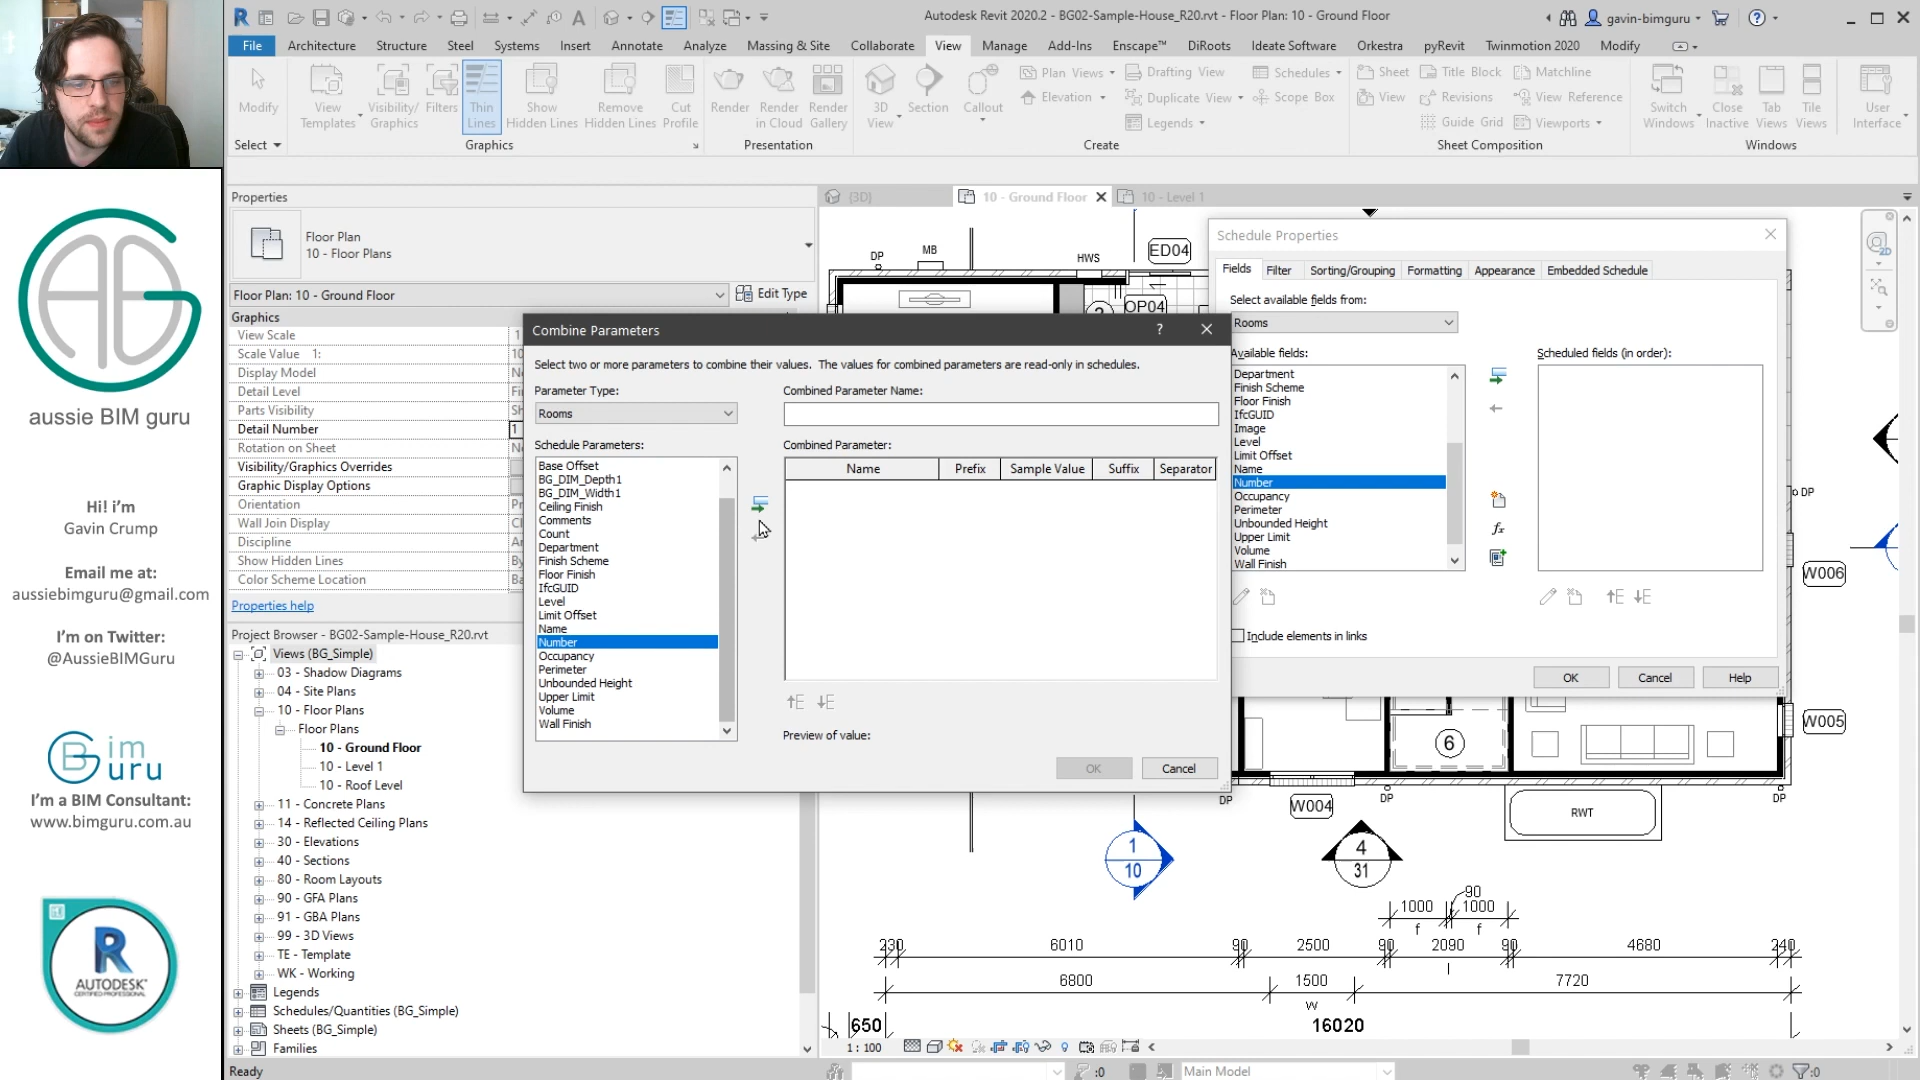 Autodesk Revit 2020.2 - BG02-Sample-House_R20.rvt - Floor Plan: 10 - Ground Floor
gavin-bimguru
File Architecture Structure Steel Systems Insert Annotate Analyze Massing & Site Collaborate View Manage Add-Ins Enscape™ DiRoots Ideate Software Orkestra pyRevit Twinmotion 2020 Modify
Modify
View Templates
Visibility/ Graphics
Filters
Thin Lines
Show Hidden Lines
Remove Hidden Lines
Cut Profile
Render
Render in Cloud
Render Gallery
3D View
Section
Callout
Plan Views
Elevation
Drafting View
Duplicate View
Legends
Schedules
Scope Box
Sheet
View
Title Block
Revisions
Guide Grid
Matchline
View Reference
Viewports
Switch Windows
Close Inactive
Tab Views
Tile Views
User Interface
Select
Graphics
Presentation
Create
Sheet Composition
Windows
aussie BIM guru
Hi! i’m
Gavin Crump
Email me at:
aussiebimguru@gmail.com
I’m on Twitter:
@AussieBIMGuru
Bim
Guru
I’m a BIM Consultant:
www.bimguru.com.au
R
AUTODESK
CERTIFIED PROFESSIONAL
Properties
Floor Plan
10 - Floor Plans
Floor Plan: 10 - Ground Floor
Edit Type
Graphics
View Scale
Scale Value 1:
Display Model
Detail Level
Parts Visibility
Detail Number
1
Rotation on Sheet
Visibility/Graphics Overrides
Graphic Display Options
Orientation
Wall Join Display
Discipline
Show Hidden Lines
Color Scheme Location
Properties help
Project Browser - BG02-Sample-House_R20.rvt
Views (BG_Simple)
03 - Shadow Diagrams
04 - Site Plans
10 - Floor Plans
Floor Plans
10 - Ground Floor
10 - Level 1
10 - Roof Level
11 - Concrete Plans
14 - Reflected Ceiling Plans
30 - Elevations
40 - Sections
80 - Room Layouts
90 - GFA Plans
91 - GBA Plans
99 - 3D Views
TE - Template
WK - Working
Legends
Schedules/Quantities (BG_Simple)
Sheets (BG_Simple)
Families
Ready
{3D}
10 - Ground Floor
10 - Level 1
DP
MB
HWS
ED04
OP04
Combine Parameters
?
Select two or more parameters to combine their values. The values for combined parameters are read-only in schedules.
Parameter Type:
Rooms
Schedule Parameters:
Base Offset
BG_DIM_Depth1
BG_DIM_Width1
Ceiling Finish
Comments
Count
Department
Finish Scheme
Floor Finish
IfcGUID
Level
Limit Offset
Name
Number
Occupancy
Perimeter
Unbounded Height
Upper Limit
Volume
Wall Finish
Combined Parameter Name:
Combined Parameter:
Name Prefix Sample Value Suffix Separator
Preview of value:
OK Cancel
Schedule Properties
Fields Filter Sorting/Grouping Formatting Appearance Embedded Schedule
Select available fields from:
Rooms
Available fields:
Department
Finish Scheme
Floor Finish
IfcGUID
Image
Level
Limit Offset
Name
Number
Occupancy
Perimeter
Unbounded Height
Upper Limit
Volume
Wall Finish
Scheduled fields (in order):
fx
Include elements in links
OK Cancel Help
DP
W006
W005
6
DP
W004
DP
DP
RWT
1
10
4
31
90
1000 1000
f f
230 6010 90 2500 90 2090 90 4680 240
6800 1500 7720
W
650 16020
1 : 100
:0
Main Model
:0